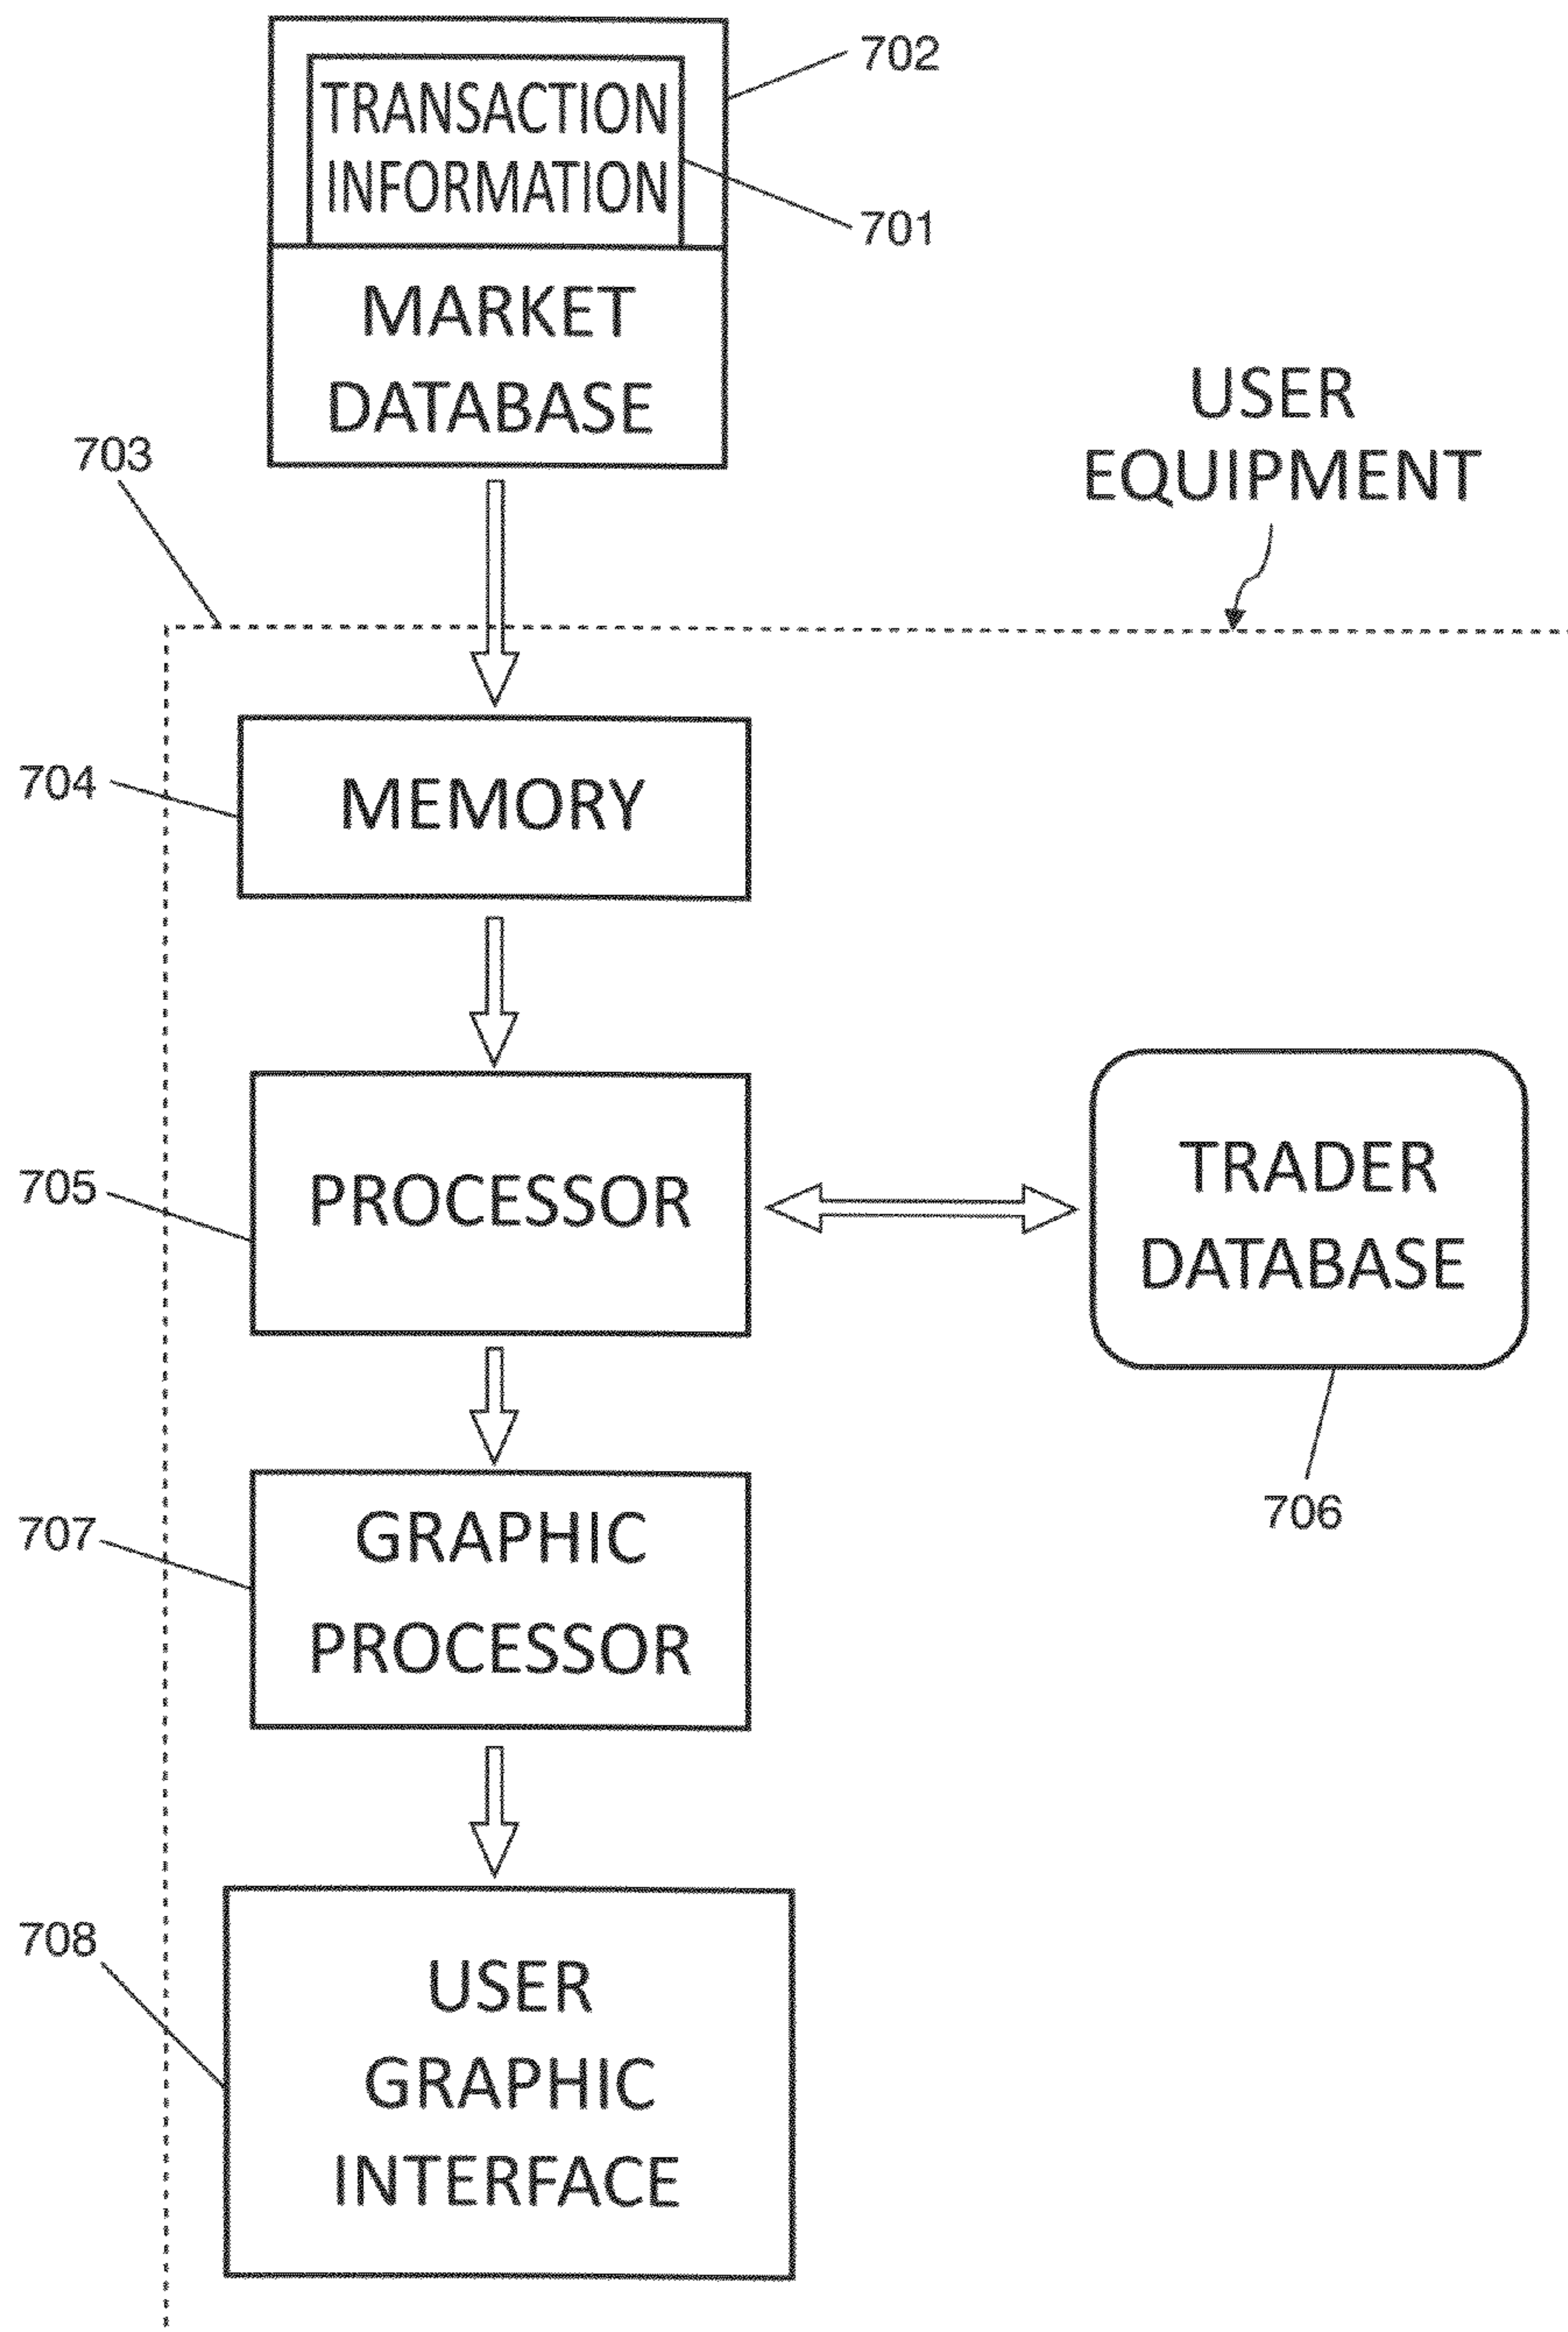 702
TRANSACTION
INFORMATION
701
MARKET
DATABASE
USER
EQUIPMENT
703
704
MEMORY
705
PROCESSOR
TRADER
DATABASE
706
707
GRAPHIC
PROCESSOR
708
USER
GRAPHIC
INTERFACE